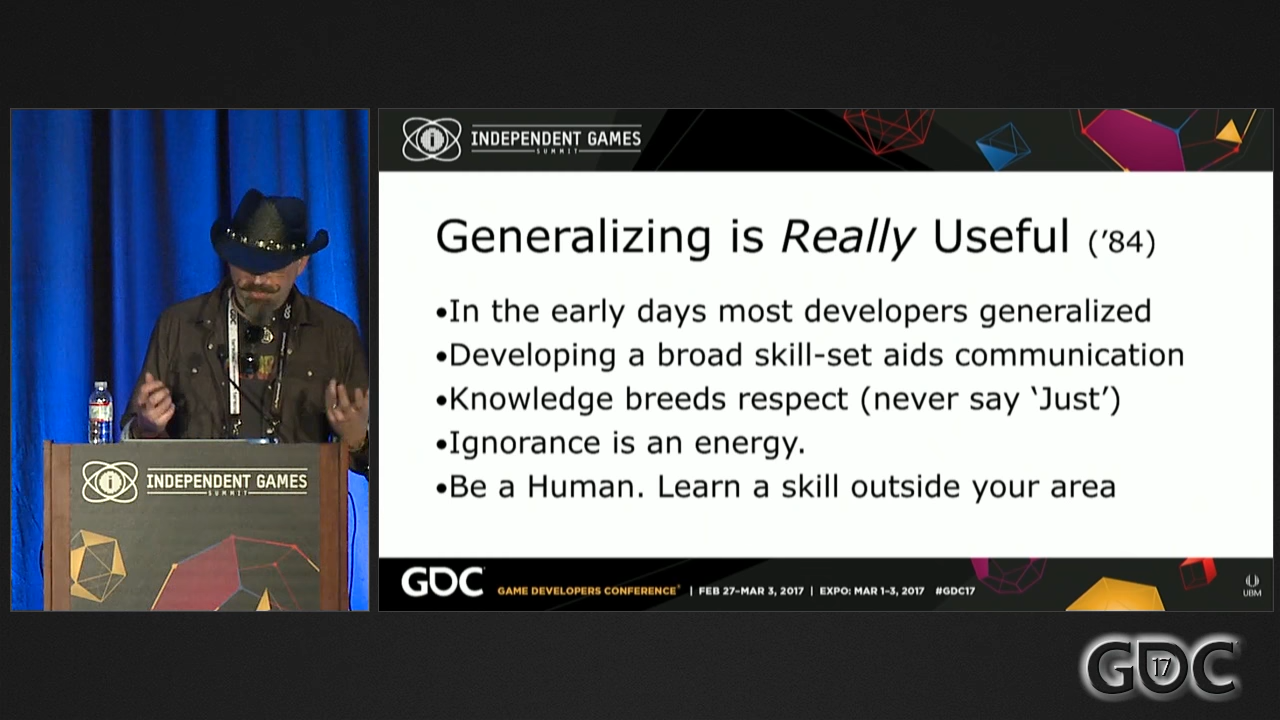 INDEPENDENT GAMES
SUMMIT
Generalizing is Really Useful ('84)
•In the early days most developers generalized
•Developing a broad skill-set aids communication
•Knowledge breeds respect (never say ‘Just’)
•Ignorance is an energy.
•Be a Human. Learn a skill outside your area
GDC GAME DEVELOPERS CONFERENCE® | FEB 27–MAR 3, 2017 | EXPO: MAR 1–3, 2017 #GDC17
UBM
INDEPENDENT GAMES
SUMMIT
GDC
17